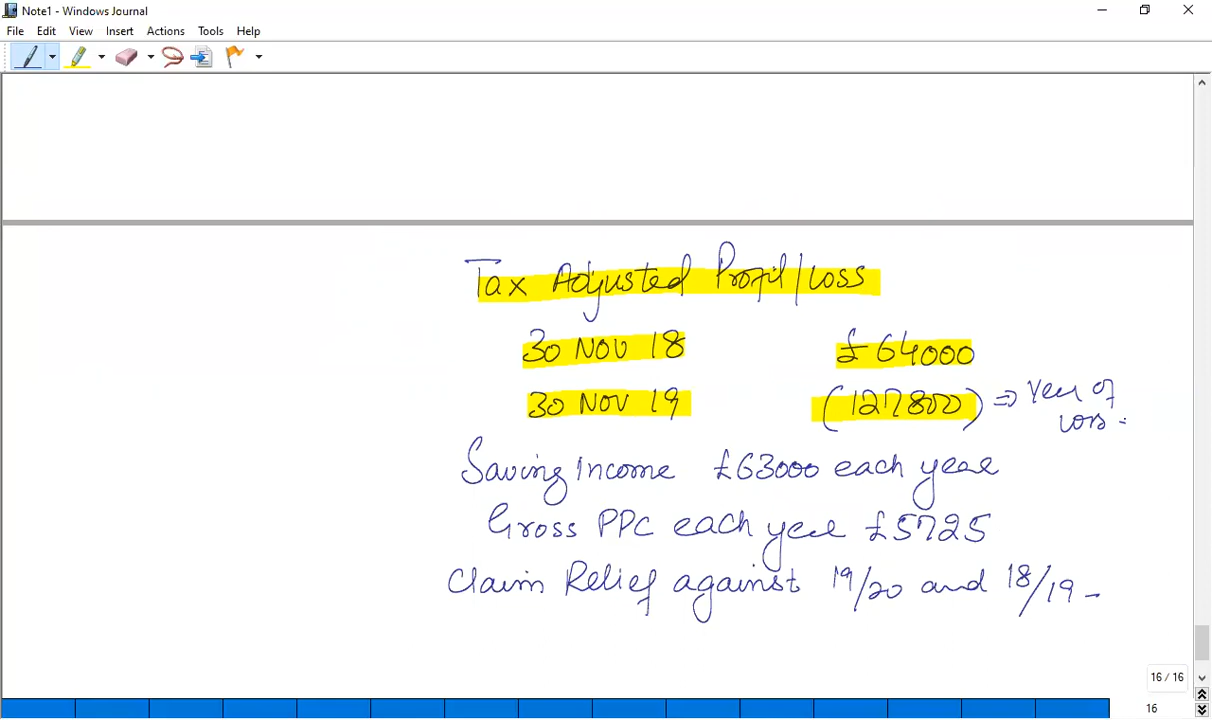 Note1 - Windows Journal
File Edit View Insert Actions Tools Help
Tax Adjusted Profit/Loss
30 NOV 18 £64000
30 NOV 19 (127800) ⇒ Year of
Loss -
Saving Income £63000 each year
Gross PPC each year £5725
Claim Relief against 19/20 and 18/19 -
16 / 16
16